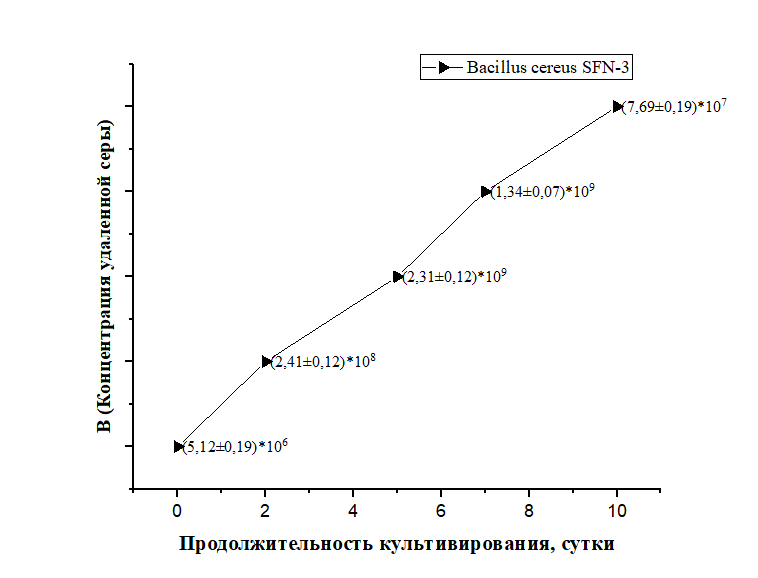 Bacillus cereus SFN-3
(7,69±0,19)*10⁷
(1,34±0,07)*10⁹
(2,31±0,12)*10⁹
(2,41±0,12)*10⁸
(5,12±0,19)*10⁶
В (Концентрация удаленной серы)
0 2 4 6 8 10
Продолжительность культивирования, сутки